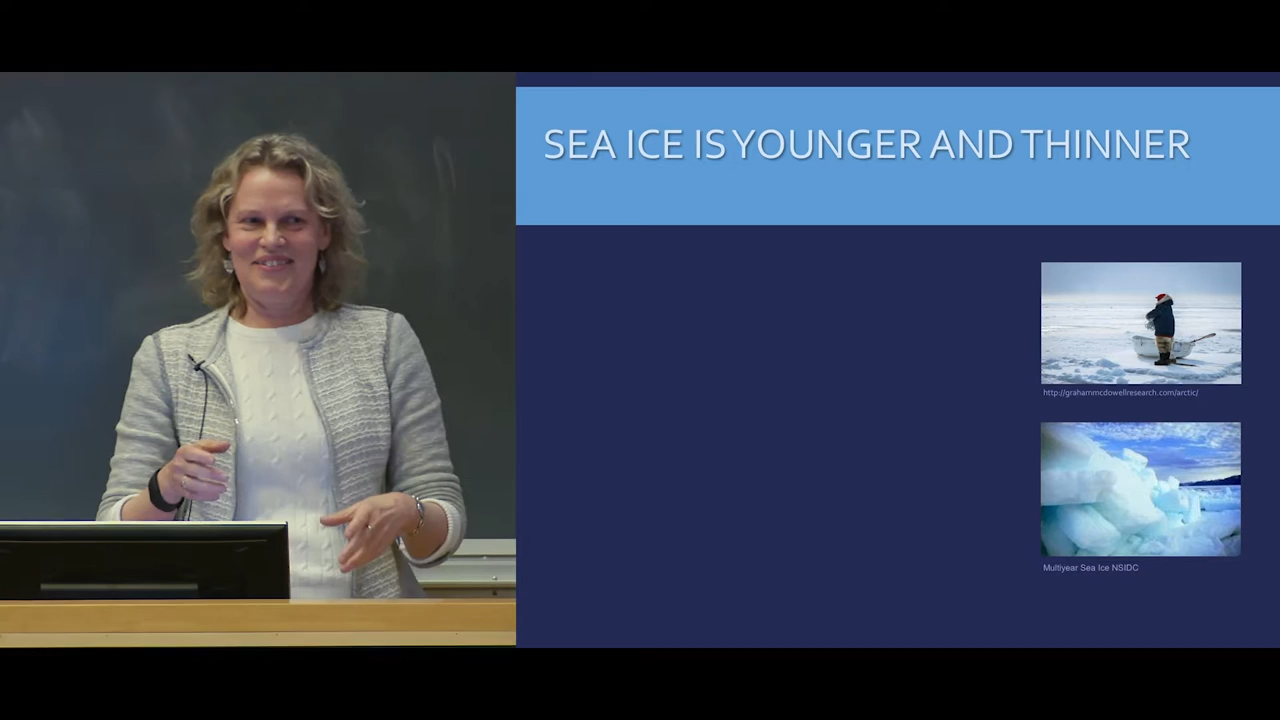 SEA ICE IS YOUNGER AND THINNER
http://grahammcdowellresearch.com/arctic/
Multiyear Sea Ice NSIDC